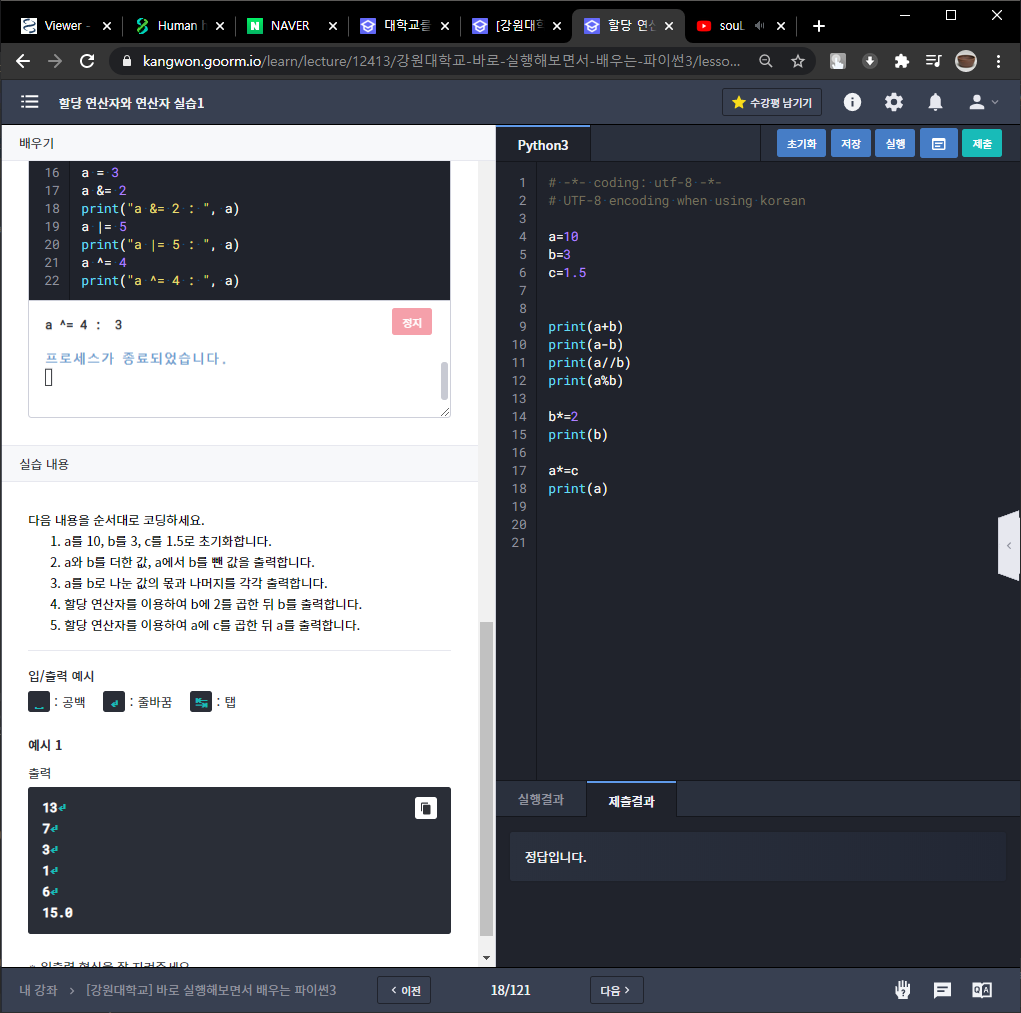 Viewer -
Human h
NAVER
대학교를
[강원대학
할당 연산
soul
kangwon.goorm.io/learn/lecture/12413/강원대학교-바로-실행해보면서-배우는-파이썬3/lesso...
할당 연산자와 연산자 실습1
수강평 남기기
배우기
16 a = 3
17 a &= 2
18 print("a &= 2 : ", a)
19 a |= 5
20 print("a |= 5 : ", a)
21 a ^= 4
22 print("a ^= 4 : ", a)
a ^= 4 :  3
정지
프로세스가 종료되었습니다.
실습 내용
다음 내용을 순서대로 코딩하세요.
1. a를 10, b를 3, c를 1.5로 초기화합니다.
2. a와 b를 더한 값, a에서 b를 뺀 값을 출력합니다.
3. a를 b로 나눈 값의 몫과 나머지를 각각 출력합니다.
4. 할당 연산자를 이용하여 b에 2를 곱한 뒤 b를 출력합니다.
5. 할당 연산자를 이용하여 a에 c를 곱한 뒤 a를 출력합니다.
입/출력 예시
: 공백 : 줄바꿈 : 탭
예시 1
출력
13
7
3
1
6
15.0
Python3
초기화
저장
실행
제출
1 # -*- coding: utf-8 -*-
2 # UTF-8 encoding when using korean
3
4 a=10
5 b=3
6 c=1.5
7
8
9 print(a+b)
10 print(a-b)
11 print(a//b)
12 print(a%b)
13
14 b*=2
15 print(b)
16
17 a*=c
18 print(a)
19
20
21
실행결과
제출결과
정답입니다.
내 강좌 > [강원대학교] 바로 실행해보면서 배우는 파이썬3
< 이전
18/121
다음 >